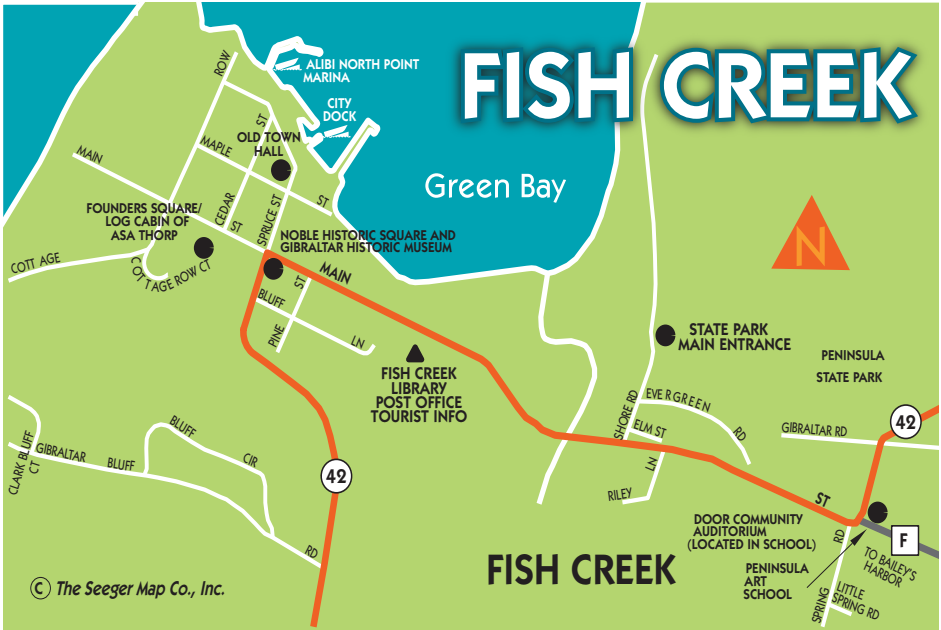 FISH CREEK
ALIBI NORTH POINT
MARINA
CITY
DOCK
Green Bay
N
ROW
ST
OLD TOWN
HALL
MAPLE
ST
MAIN
ST
CEDAR
SPRUCE ST
FOUNDERS SQUARE/
LOG CABIN OF
ASA THORP
NOBLE HISTORIC SQUARE AND
GIBRALTAR HISTORIC MUSEUM
COTT AGE
COTTAGE ROW CT
MAIN
BLUFF
LN
PINE
ST
FISH CREEK
LIBRARY
POST OFFICE
TOURIST INFO
STATE PARK
MAIN ENTRANCE
PENINSULA
STATE PARK
SHORE RD
EVERGREEN
RD
ELM ST
GIBRALTAR RD
42
CLARK BLUFF
CT
GIBRALTAR
BLUFF
RD
BLUFF
CIR
42
RILEY
LN
ST
DOOR COMMUNITY
AUDITORIUM
(LOCATED IN SCHOOL)
PENINSULA
ART
SCHOOL
RD
SPRING
F
TO BAILEY'S
HARBOR
LITTLE
SPRING RD
FISH CREEK
© The Seeger Map Co., Inc.